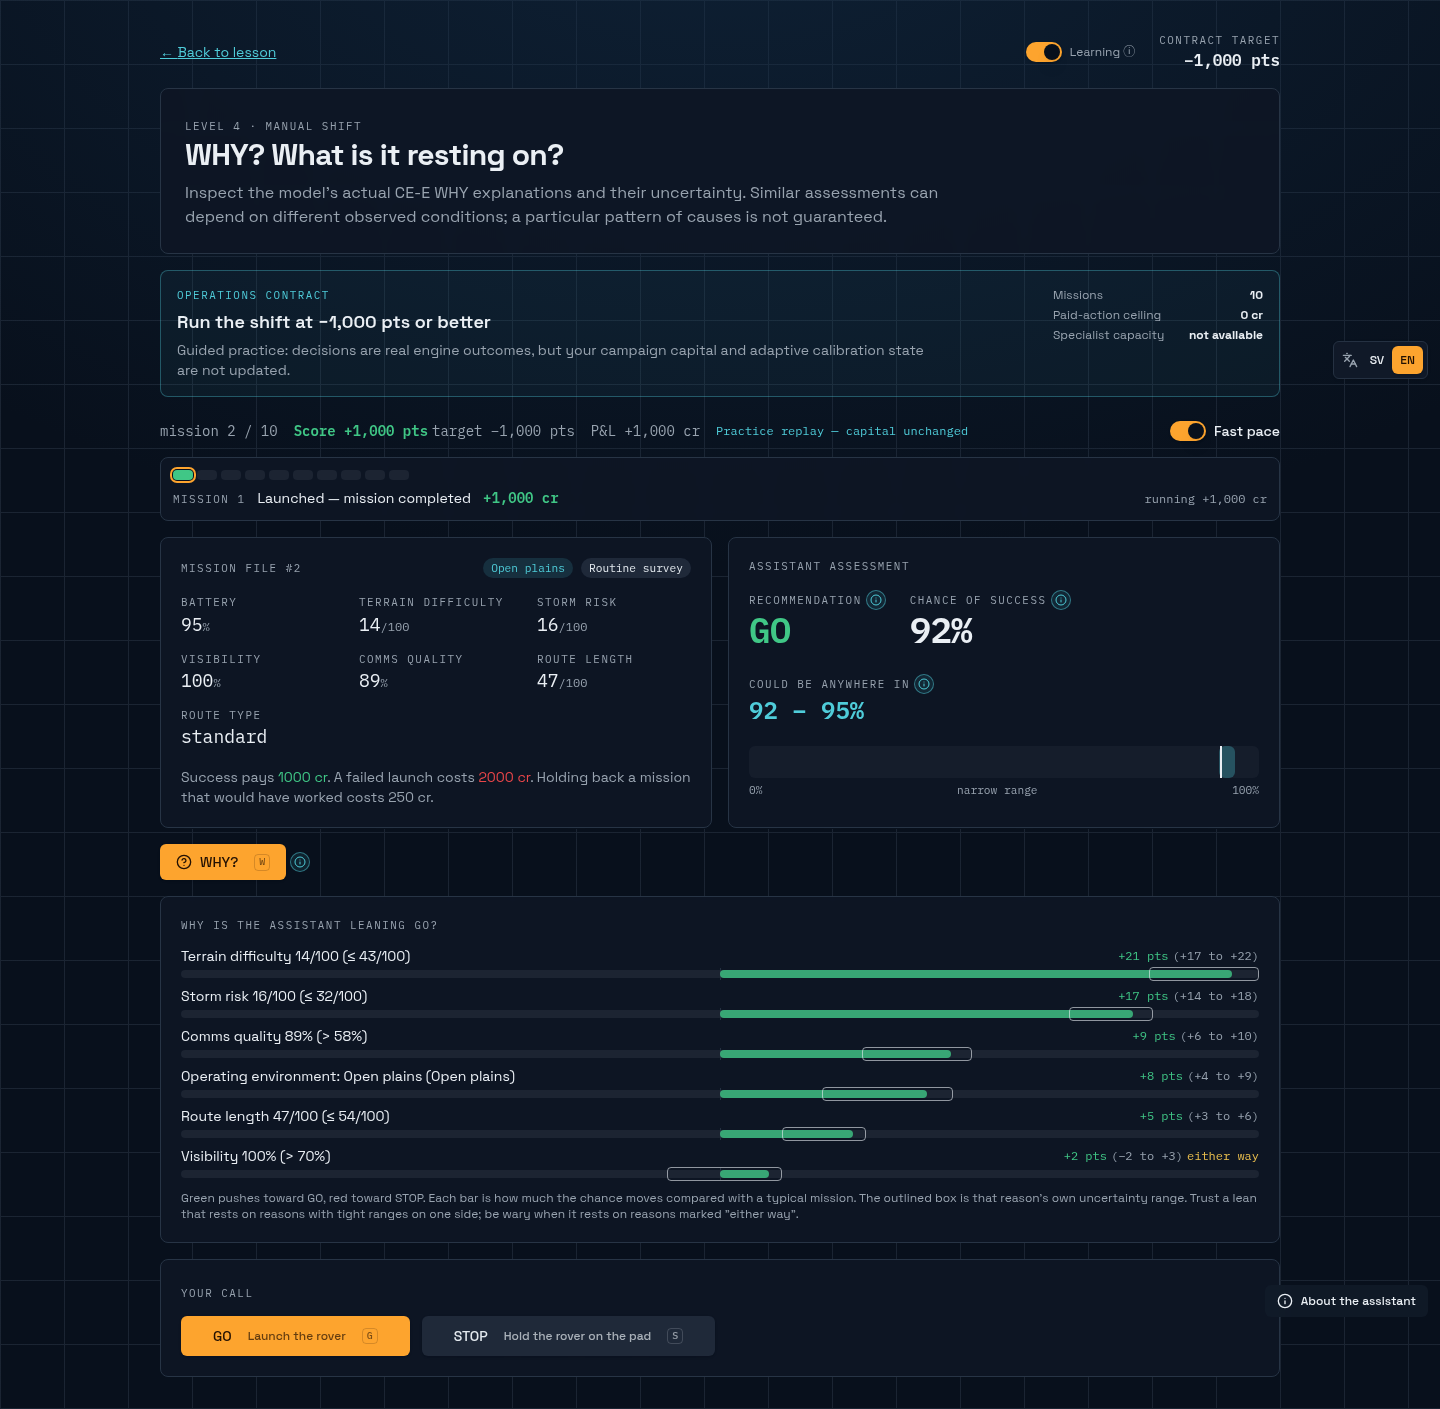 ← Back to lesson
Learning ⓘ
CONTRACT TARGET
−1,000 pts
LEVEL 4 · MANUAL SHIFT
WHY? What is it resting on?
Inspect the model's actual CE-E WHY explanations and their uncertainty. Similar assessments can
depend on different observed conditions; a particular pattern of causes is not guaranteed.
OPERATIONS CONTRACT
Run the shift at −1,000 pts or better
Guided practice: decisions are real engine outcomes, but your campaign capital and adaptive calibration state
are not updated.
Missions 10
Paid-action ceiling 0 cr
Specialist capacity not available
SV EN
mission 2 / 10 Score +1,000 pts target −1,000 pts P&L +1,000 cr Practice replay — capital unchanged Fast pace
MISSION 1 Launched — mission completed +1,000 cr running +1,000 cr
MISSION FILE #2 Open plains Routine survey
BATTERY TERRAIN DIFFICULTY STORM RISK
95% 14/100 16/100
VISIBILITY COMMS QUALITY ROUTE LENGTH
100% 89% 47/100
ROUTE TYPE
standard
Success pays 1000 cr. A failed launch costs 2000 cr. Holding back a mission
that would have worked costs 250 cr.
ASSISTANT ASSESSMENT
RECOMMENDATION CHANCE OF SUCCESS
GO 92%
COULD BE ANYWHERE IN
92 – 95%
0% narrow range 100%
WHY? W
WHY IS THE ASSISTANT LEANING GO?
Terrain difficulty 14/100 (≤ 43/100) +21 pts (+17 to +22)
Storm risk 16/100 (≤ 32/100) +17 pts (+14 to +18)
Comms quality 89% (> 58%) +9 pts (+6 to +10)
Operating environment: Open plains (Open plains) +8 pts (+4 to +9)
Route length 47/100 (≤ 54/100) +5 pts (+3 to +6)
Visibility 100% (> 70%) +2 pts (−2 to +3) either way
Green pushes toward GO, red toward STOP. Each bar is how much the chance moves compared with a typical mission. The outlined box is that reason's own uncertainty range. Trust a lean
that rests on reasons with tight ranges on one side; be wary when it rests on reasons marked "either way".
YOUR CALL
GO Launch the rover G STOP Hold the rover on the pad S
About the assistant